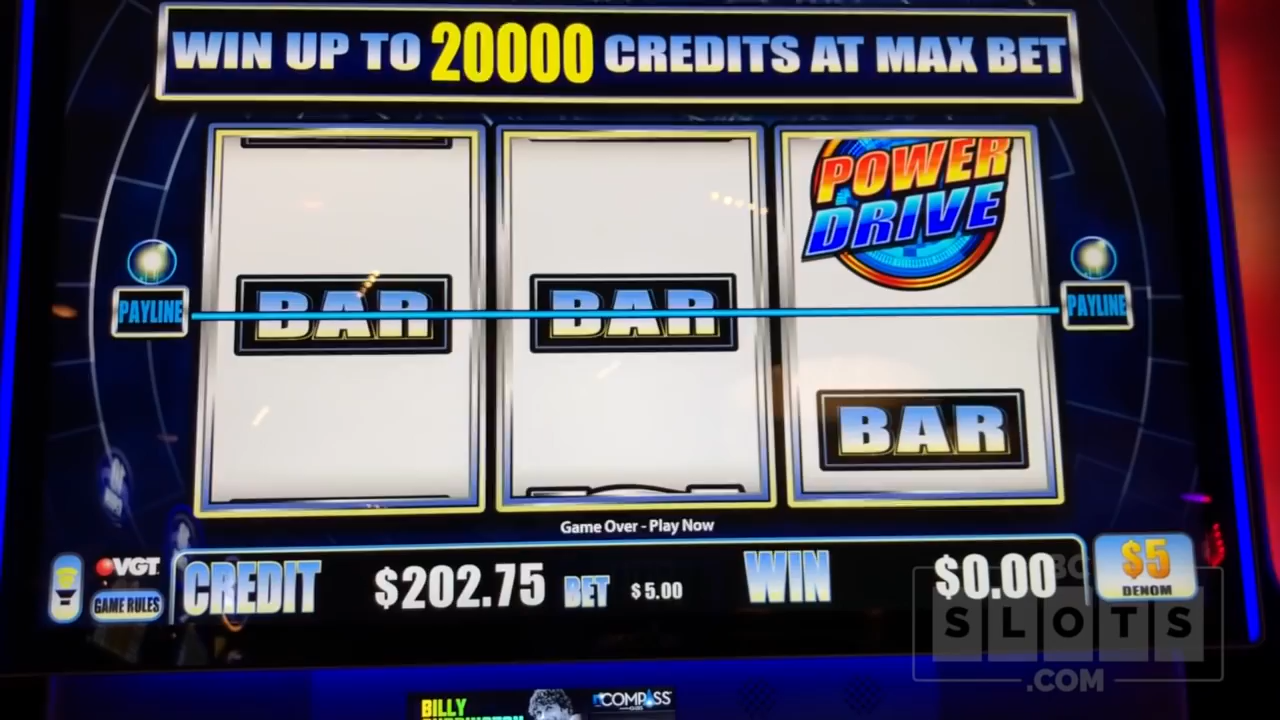 WIN UP TO 20000 CREDITS AT MAX BET
POWER
DRIVE
PAYLINE
PAYLINE
BAR
BAR
BAR
Game Over - Play Now
VGT
GAME RULES
CREDIT $202.75 BET $5.00 WIN $0.00
$5
DENOM
BC
SLOTS
.COM
BILLY
COMPASS